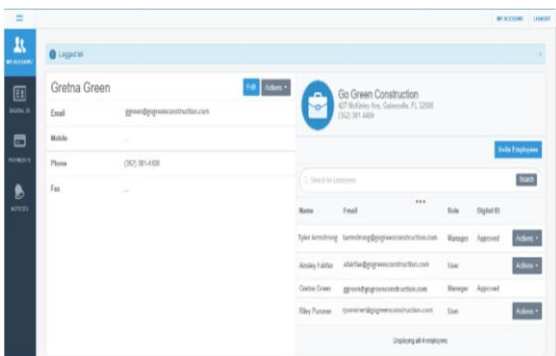 MY ACCOUNT LOGOUT
MY ACCOUNT
DIGITAL ID
PAYMENTS
NOTICES
Logged in!
Gretna Green
Edit Actions
Email ggreen@gogreenconstruction.com
Mobile ...
Phone (352) 381-4400
Fax ...
Go Green Construction
427 McKinley Ave, Gainesville, FL 32608
(352) 381 4400
Invite Employees
Search for Employees Search
Name Email Role Digital ID
Tyler Armstrong tarmstrong@gogreenconstruction.com Manager Approved Actions
Ainsley Fairfax afairfax@gogreenconstruction.com User Actions
Gretna Green ggreen@gogreenconstruction.com Manager Approved
Riley Pommer User Actions
Displaying all 4 employees